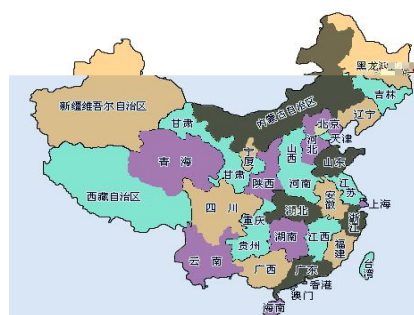 黑龙江
吉林
辽宁
内蒙古自治区
新疆维吾尔自治区
甘肃
北京
天津
河北
山西
宁夏
山东
青海
甘肃
陕西
河南
江苏
西藏自治区
安徽
上海
四川
重庆
湖北
浙江
贵州
湖南
江西
福建
云南
广西
广东
台湾
香港
澳门
海南